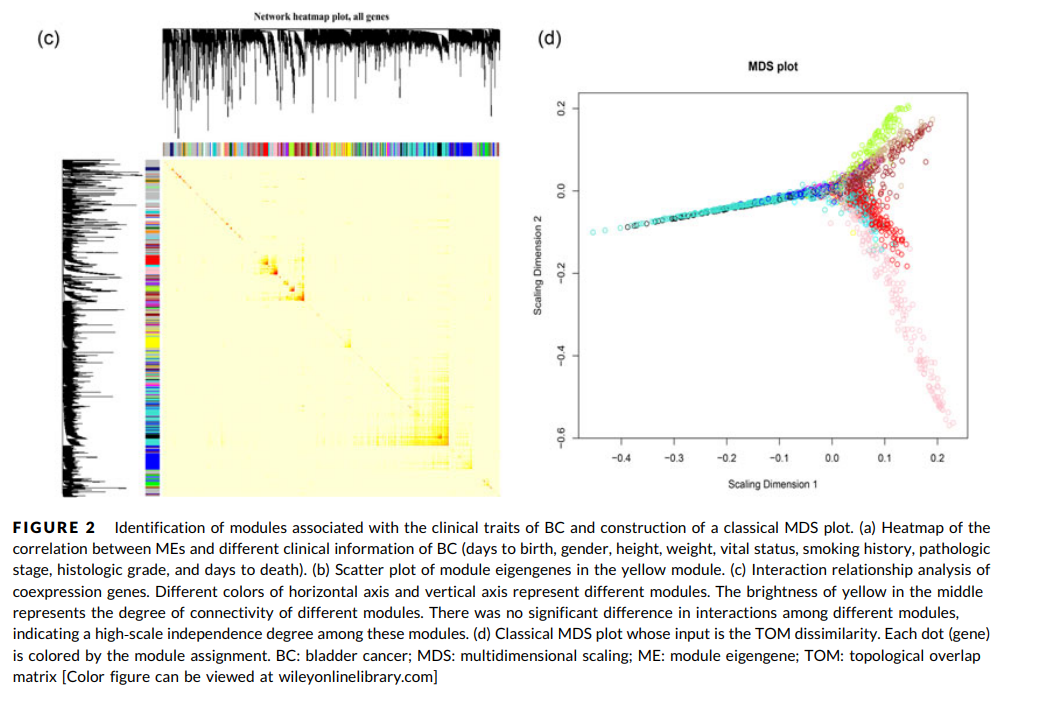 (c)
Network heatmap plot, all genes
(d)
MDS plot
Scaling Dimension 2
0.2
0.0
−0.2
−0.4
−0.6
−0.4
−0.3
−0.2
−0.1
0.0
0.1
0.2
Scaling Dimension 1
FIGURE 2 Identification of modules associated with the clinical traits of BC and construction of a classical MDS plot. (a) Heatmap of the
correlation between MEs and different clinical information of BC (days to birth, gender, height, weight, vital status, smoking history, pathologic
stage, histologic grade, and days to death). (b) Scatter plot of module eigengenes in the yellow module. (c) Interaction relationship analysis of
coexpression genes. Different colors of horizontal axis and vertical axis represent different modules. The brightness of yellow in the middle
represents the degree of connectivity of different modules. There was no significant difference in interactions among different modules,
indicating a high-scale independence degree among these modules. (d) Classical MDS plot whose input is the TOM dissimilarity. Each dot (gene)
is colored by the module assignment. BC: bladder cancer; MDS: multidimensional scaling; ME: module eigengene; TOM: topological overlap
matrix [Color figure can be viewed at wileyonlinelibrary.com]